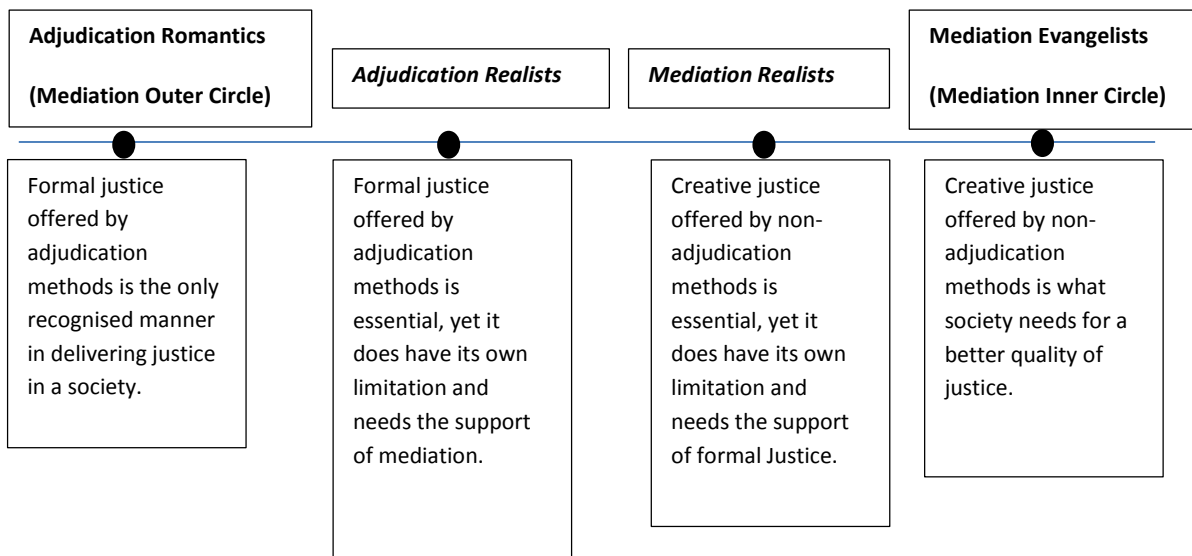 Adjudication Romantics
(Mediation Outer Circle)
Adjudication Realists
Mediation Realists
Mediation Evangelists
(Mediation Inner Circle)
Formal justice
offered by
adjudication
methods is the only
recognised manner
in delivering justice
in a society.
Formal justice
offered by
adjudication
methods is
essential, yet it
does have its own
limitation and
needs the support
of mediation.
Creative justice
offered by non-
adjudication
methods is
essential, yet it
does have its own
limitation and
needs the support
of formal Justice.
Creative justice
offered by non-
adjudication
methods is what
society needs for a
better quality of
justice.